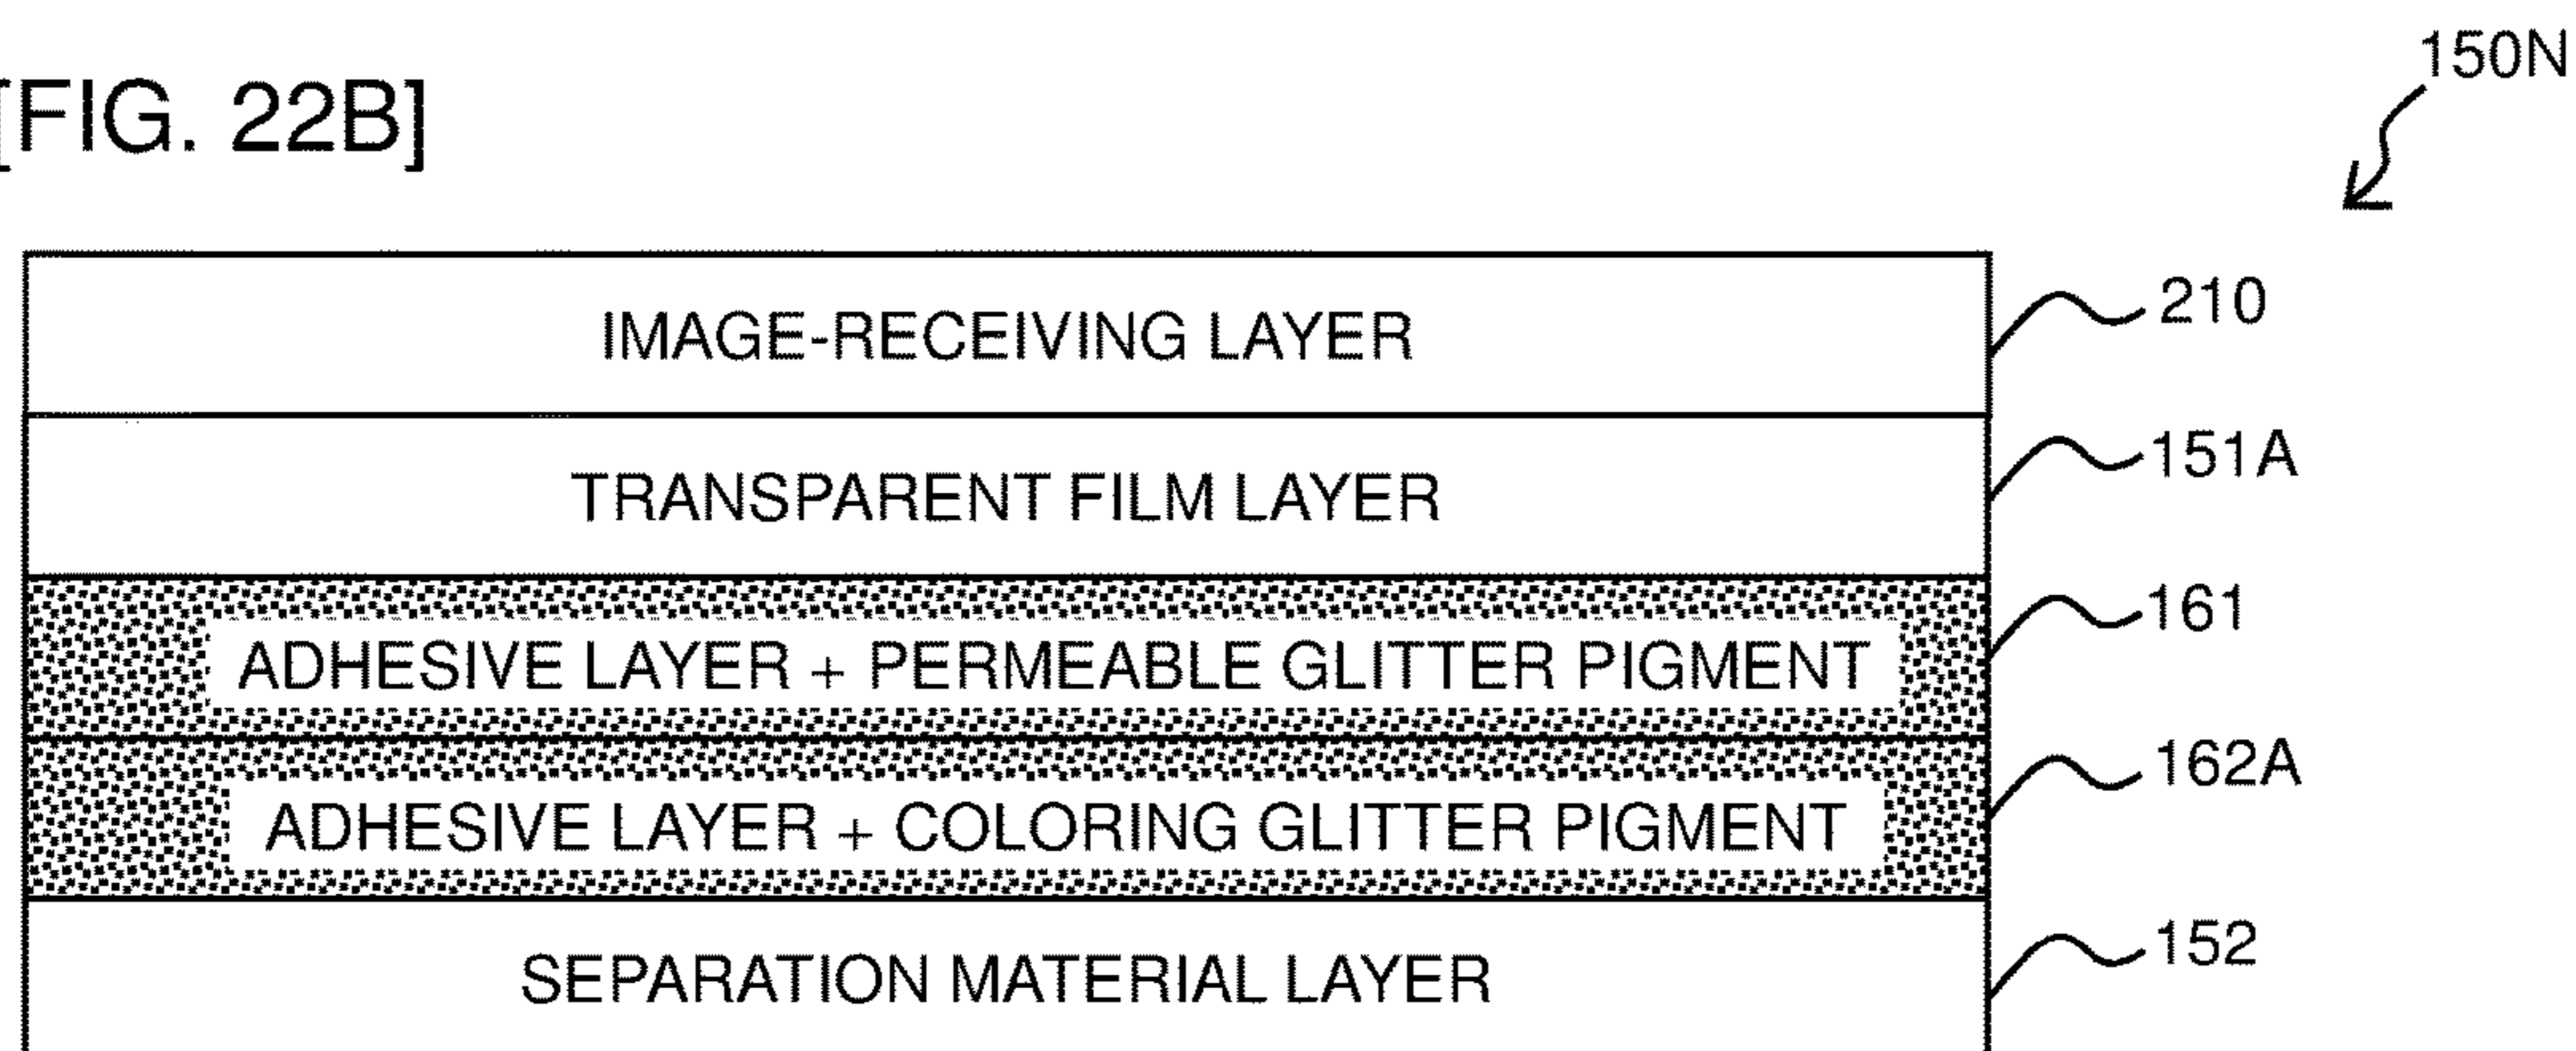 [FIG. 22B]
150N
IMAGE-RECEIVING LAYER 210
TRANSPARENT FILM LAYER 151A
ADHESIVE LAYER + PERMEABLE GLITTER PIGMENT 161
ADHESIVE LAYER + COLORING GLITTER PIGMENT 162A
SEPARATION MATERIAL LAYER 152